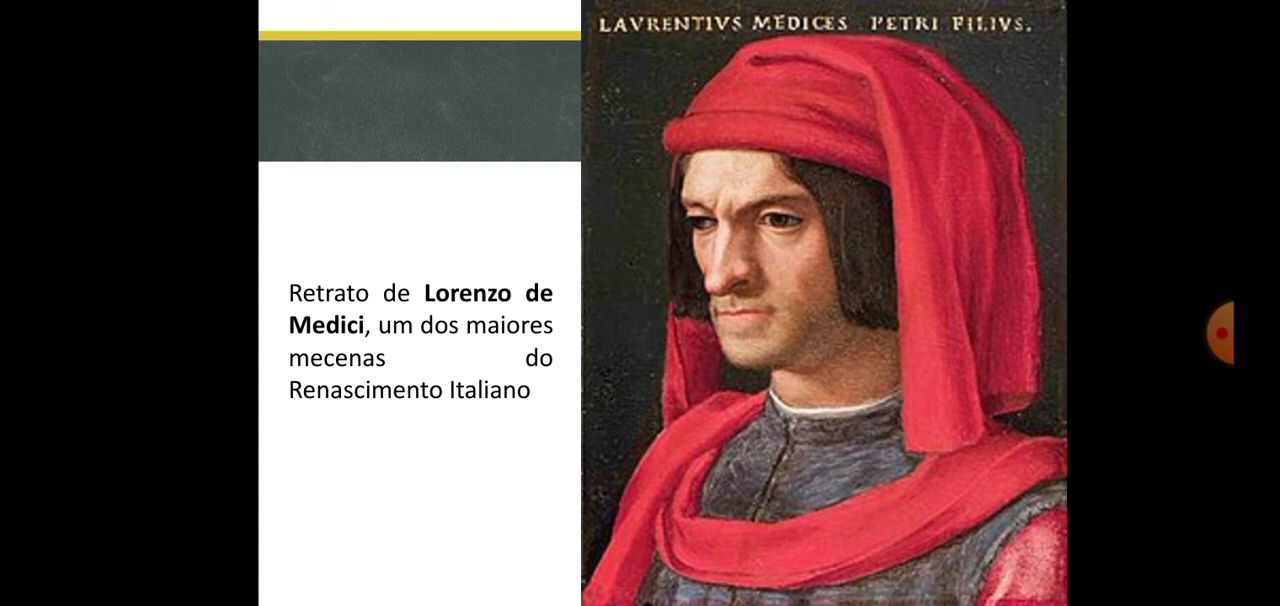 LAVRENTIVS MEDICES PETRI FILIVS.
Retrato de Lorenzo de
Medici, um dos maiores
mecenas do
Renascimento Italiano